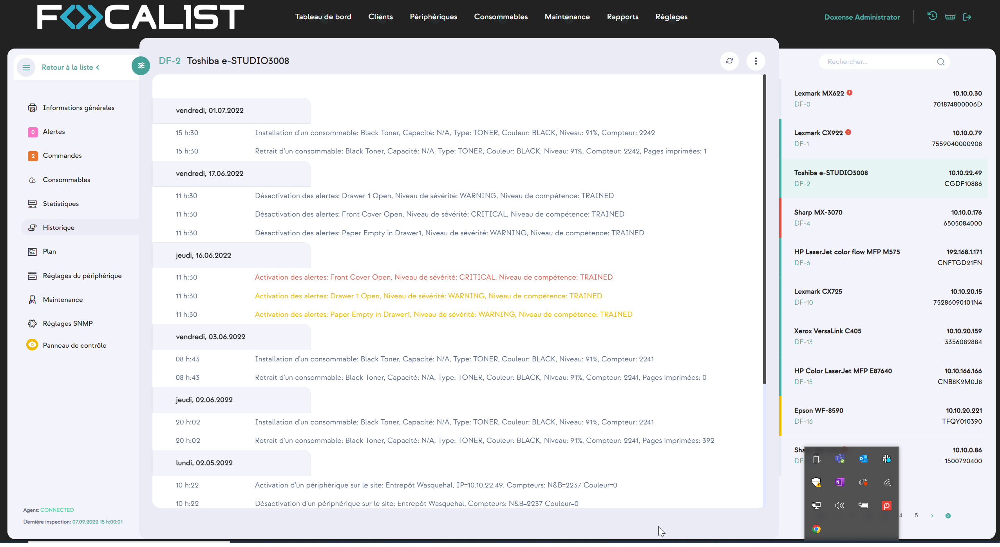 FOCALIST
Tableau de bord Clients Périphériques Consommables Maintenance Rapports Réglages
Doxense Administrator
Retour à la liste <
Informations générales
0 Alertes
2 Commandes
Consommables
Statistiques
Historique
Plan
Réglages du périphérique
Maintenance
Réglages SNMP
Panneau de contrôle
Agent: CONNECTED
Dernière inspection: 07.09.2022 15 h:00:01
DF-2 Toshiba e-STUDIO3008
vendredi, 01.07.2022
15 h:30 Installation d'un consommable: Black Toner, Capacité: N/A, Type: TONER, Couleur: BLACK, Niveau: 91%, Compteur: 2242
15 h:30 Retrait d'un consommable: Black Toner, Capacité: N/A, Type: TONER, Couleur: BLACK, Niveau: 91%, Compteur: 2242, Pages imprimées: 1
vendredi, 17.06.2022
11 h:30 Désactivation des alertes: Drawer 1 Open, Niveau de sévérité: WARNING, Niveau de compétence: TRAINED
11 h:30 Désactivation des alertes: Front Cover Open, Niveau de sévérité: CRITICAL, Niveau de compétence: TRAINED
11 h:30 Désactivation des alertes: Paper Empty in Drawer1, Niveau de sévérité: WARNING, Niveau de compétence: TRAINED
jeudi, 16.06.2022
11 h:30 Activation des alertes: Front Cover Open, Niveau de sévérité: CRITICAL, Niveau de compétence: TRAINED
11 h:30 Activation des alertes: Drawer 1 Open, Niveau de sévérité: WARNING, Niveau de compétence: TRAINED
11 h:30 Activation des alertes: Paper Empty in Drawer1, Niveau de sévérité: WARNING, Niveau de compétence: TRAINED
vendredi, 03.06.2022
08 h:43 Installation d'un consommable: Black Toner, Capacité: N/A, Type: TONER, Couleur: BLACK, Niveau: 91%, Compteur: 2241
08 h:43 Retrait d'un consommable: Black Toner, Capacité: N/A, Type: TONER, Couleur: BLACK, Niveau: 91%, Compteur: 2241, Pages imprimées: 0
jeudi, 02.06.2022
20 h:02 Installation d'un consommable: Black Toner, Capacité: N/A, Type: TONER, Couleur: BLACK, Niveau: 91%, Compteur: 2241
20 h:02 Retrait d'un consommable: Black Toner, Capacité: N/A, Type: TONER, Couleur: BLACK, Niveau: 91%, Compteur: 2241, Pages imprimées: 392
lundi, 02.05.2022
10 h:22 Activation d'un périphérique sur le site: Entrepôt Wasquehal, IP=10.10.22.49, Compteurs: N&B=2237 Couleur=0
10 h:22 Désactivation d'un périphérique sur le site: Entrepôt Wasquehal, Compteurs: N&B=2237 Couleur=0
Rechercher...
Lexmark MX622 10.10.0.30
DF-0 701874800006D
Lexmark CX922 10.10.0.79
DF-1 7559040000208
Toshiba e-STUDIO3008 10.10.22.49
DF-2 CGDF10886
Sharp MX-3070 10.10.0.176
DF-4 6505084000
HP LaserJet color flow MFP M575 192.168.1.171
DF-6 CNFTGD21FN
Lexmark CX725 10.10.20.15
DF-10 75286090101N4
Xerox VersaLink C405 10.10.20.159
DF-13 3356082884
HP Color LaserJet MFP E87640 10.10.166.166
DF-15 CNB8K2M0J8
Epson WF-8590 10.10.20.221
DF-16 TFQY010390
Sha 10.10.0.86
DF 1500720400
4 5 >